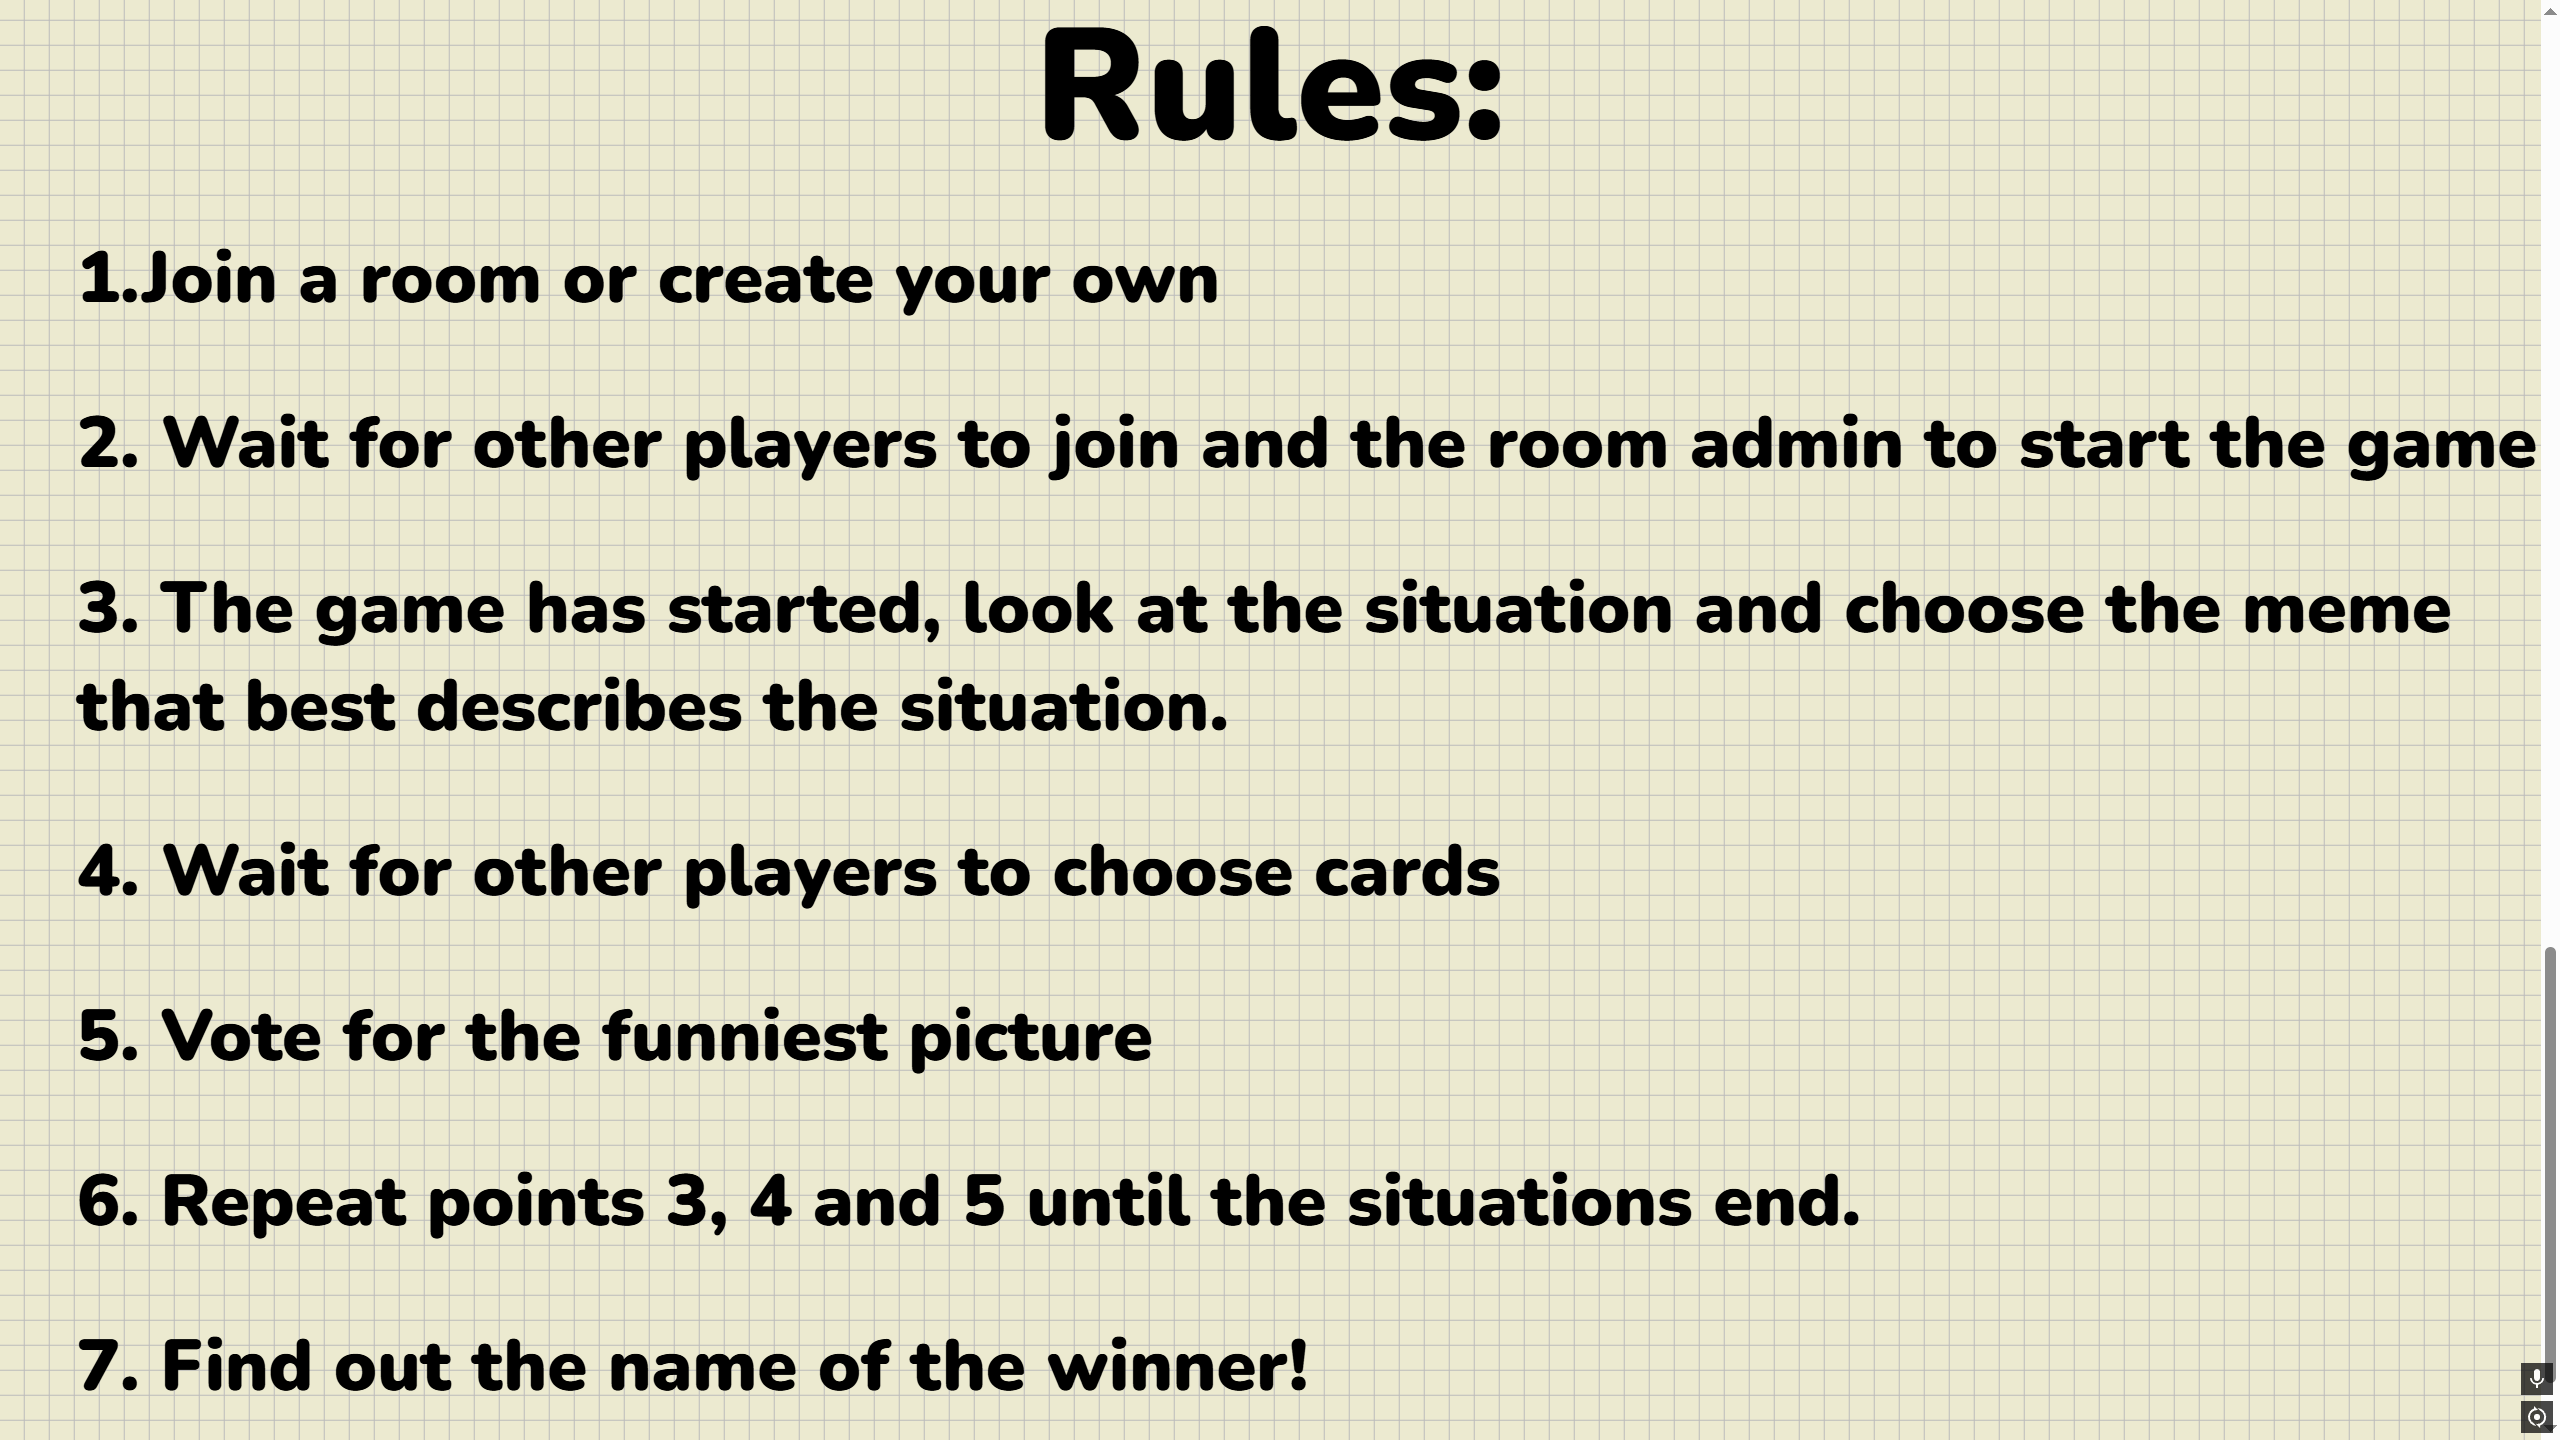 Rules:
1.Join a room or create your own
2. Wait for other players to join and the room admin to start the game
3. The game has started, look at the situation and choose the meme
that best describes the situation.
4. Wait for other players to choose cards
5. Vote for the funniest picture
6. Repeat points 3, 4 and 5 until the situations end.
7. Find out the name of the winner!